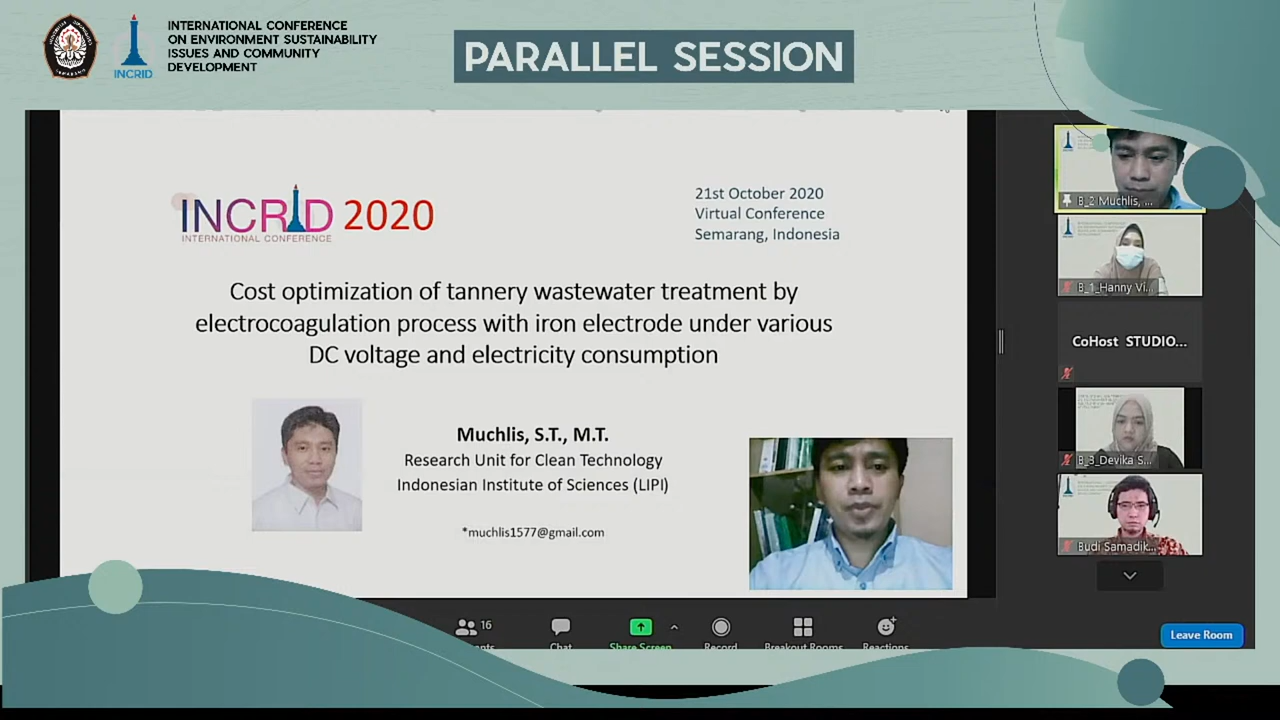 INTERNATIONAL CONFERENCE
ON ENVIRONMENT SUSTAINABILITY
ISSUES AND COMMUNITY
DEVELOPMENT
INCRID
PARALLEL SESSION
INCRID 2020
INTERNATIONAL CONFERENCE
21st October 2020
Virtual Conference
Semarang, Indonesia
Cost optimization of tannery wastewater treatment by
electrocoagulation process with iron electrode under various
DC voltage and electricity consumption
Muchlis, S.T., M.T.
Research Unit for Clean Technology
Indonesian Institute of Sciences (LIPI)
*muchlis1577@gmail.com
B_2 Muchlis, ...
B_1_Hanny Vi...
CoHost STUDIO...
B_3_Devika S...
Budi Samadik...
16
Chat
Share Screen
Record
Breakout Rooms
Reactions
Leave Room